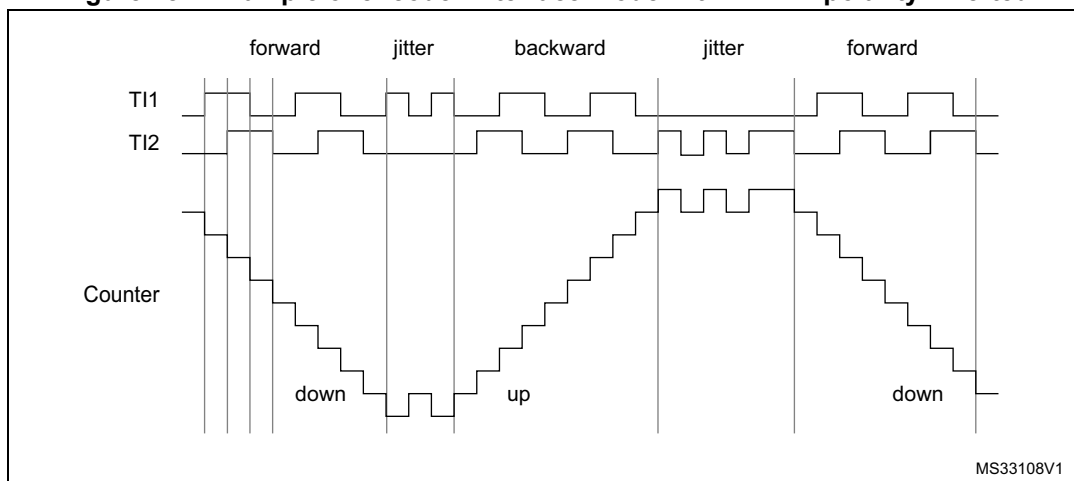 forward jitter backward jitter forward
TI1
TI2
Counter
down up down
MS33108V1